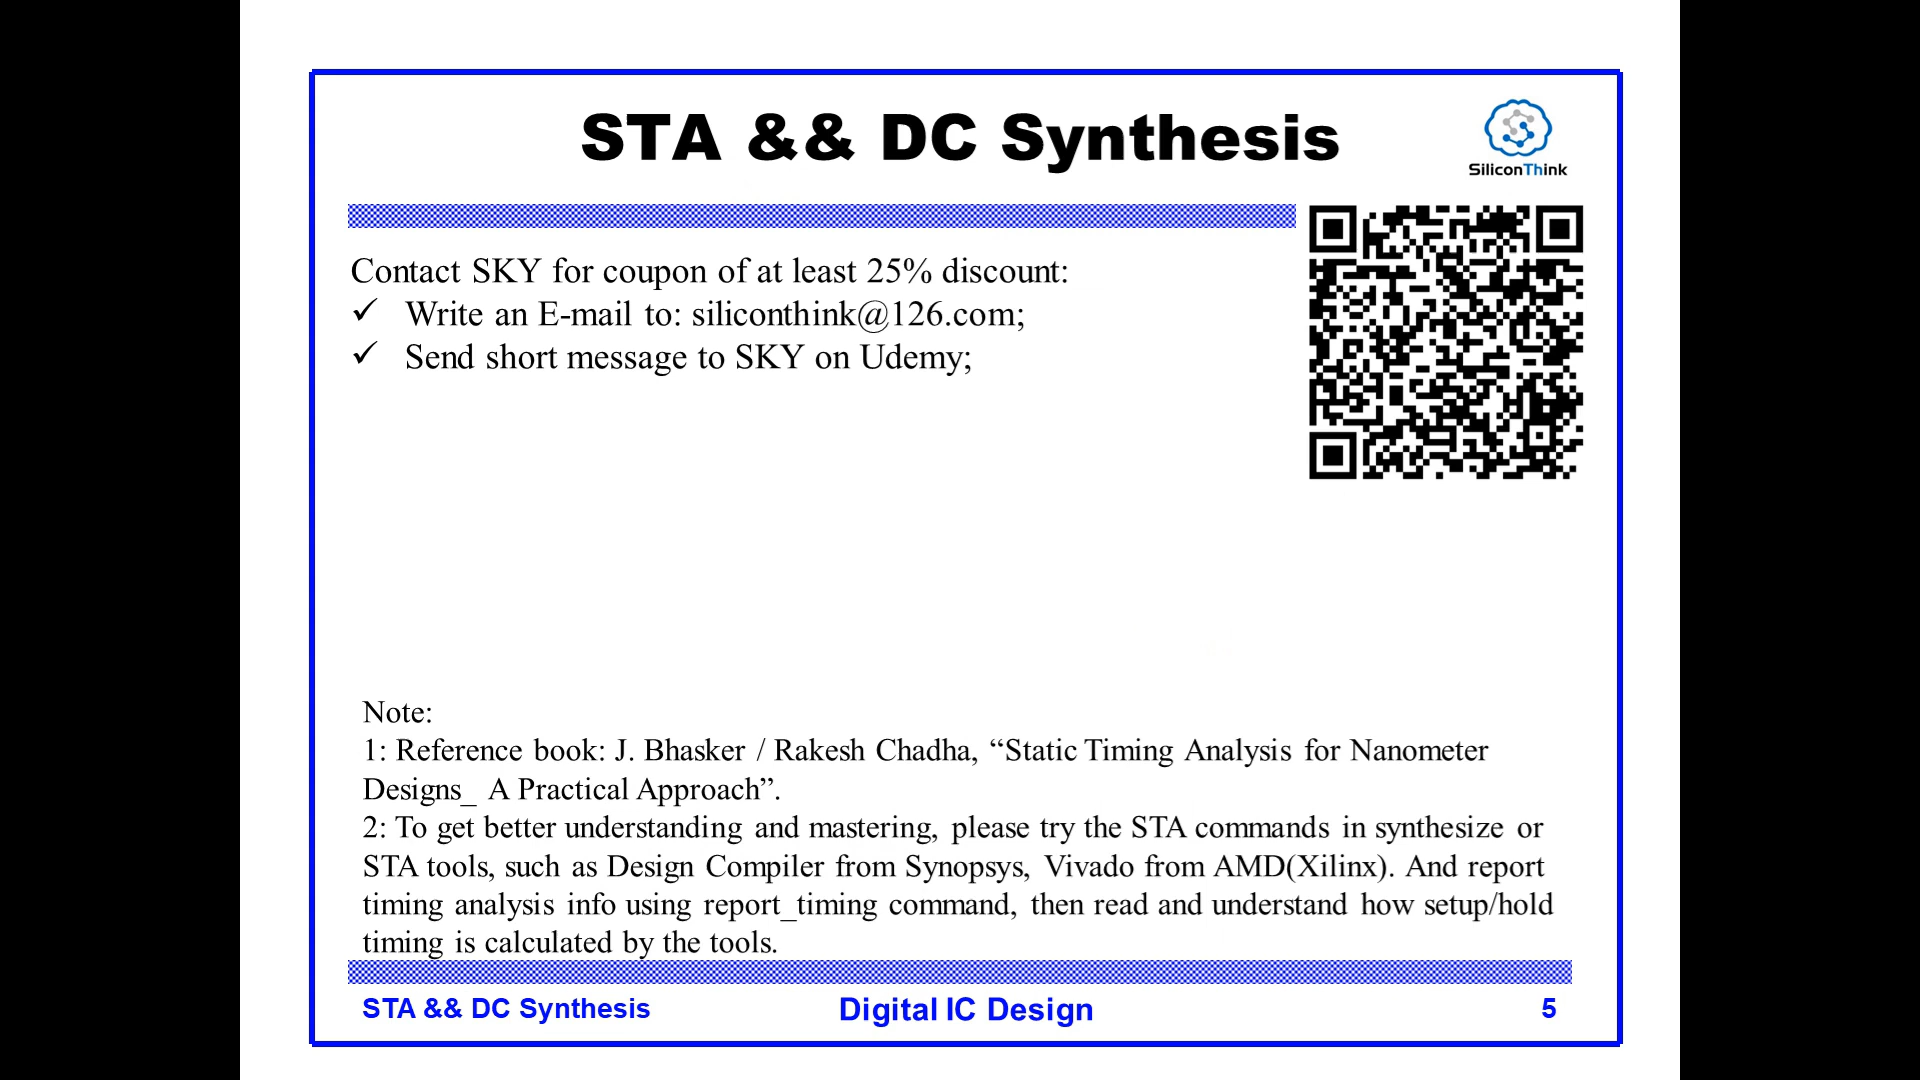 STA && DC Synthesis
SiliconThink
Contact SKY for coupon of at least 25% discount:
✓ Write an E-mail to: siliconthink@126.com;
✓ Send short message to SKY on Udemy;
Note:
1: Reference book: J. Bhasker / Rakesh Chadha, “Static Timing Analysis for Nanometer
Designs_ A Practical Approach”.
2: To get better understanding and mastering, please try the STA commands in synthesize or
STA tools, such as Design Compiler from Synopsys, Vivado from AMD(Xilinx). And report
timing analysis info using report_timing command, then read and understand how setup/hold
timing is calculated by the tools.
STA && DC Synthesis
Digital IC Design
5